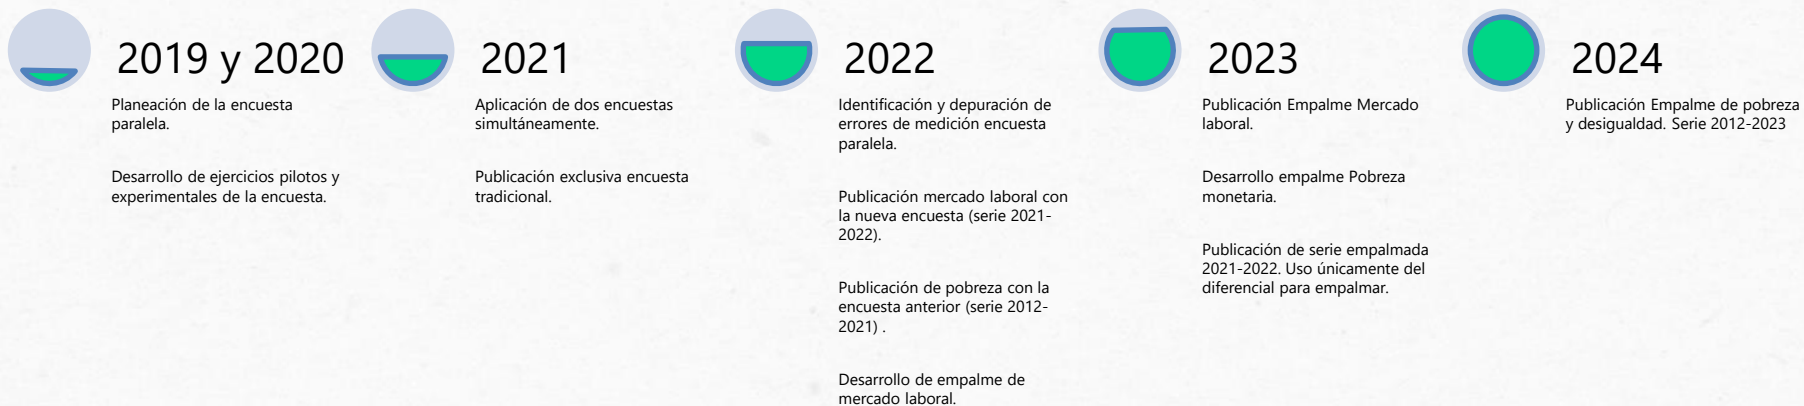 2019 y 2020
Planeación de la encuesta
paralela.
Desarrollo de ejercicios pilotos y
experimentales de la encuesta.
2021
Aplicación de dos encuestas
simultáneamente.
Publicación exclusiva encuesta
tradicional.
2022
Identificación y depuración de
errores de medición encuesta
paralela.
Publicación mercado laboral con
la nueva encuesta (serie 2021-
2022).
Publicación de pobreza con la
encuesta anterior (serie 2012-
2021) .
Desarrollo de empalme de
mercado laboral.
2023
Publicación Empalme Mercado
laboral.
Desarrollo empalme Pobreza
monetaria.
Publicación de serie empalmada
2021-2022. Uso únicamente del
diferencial para empalmar.
2024
Publicación Empalme de pobreza
y desigualdad. Serie 2012-2023